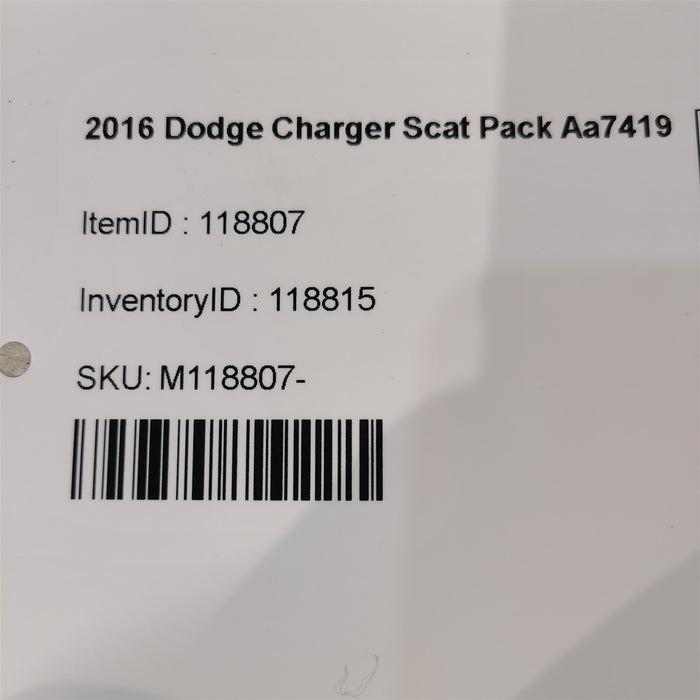 2016 Dodge Charger Scat Pack Aa7419
ItemID : 118807
InventoryID : 118815
SKU: M118807-